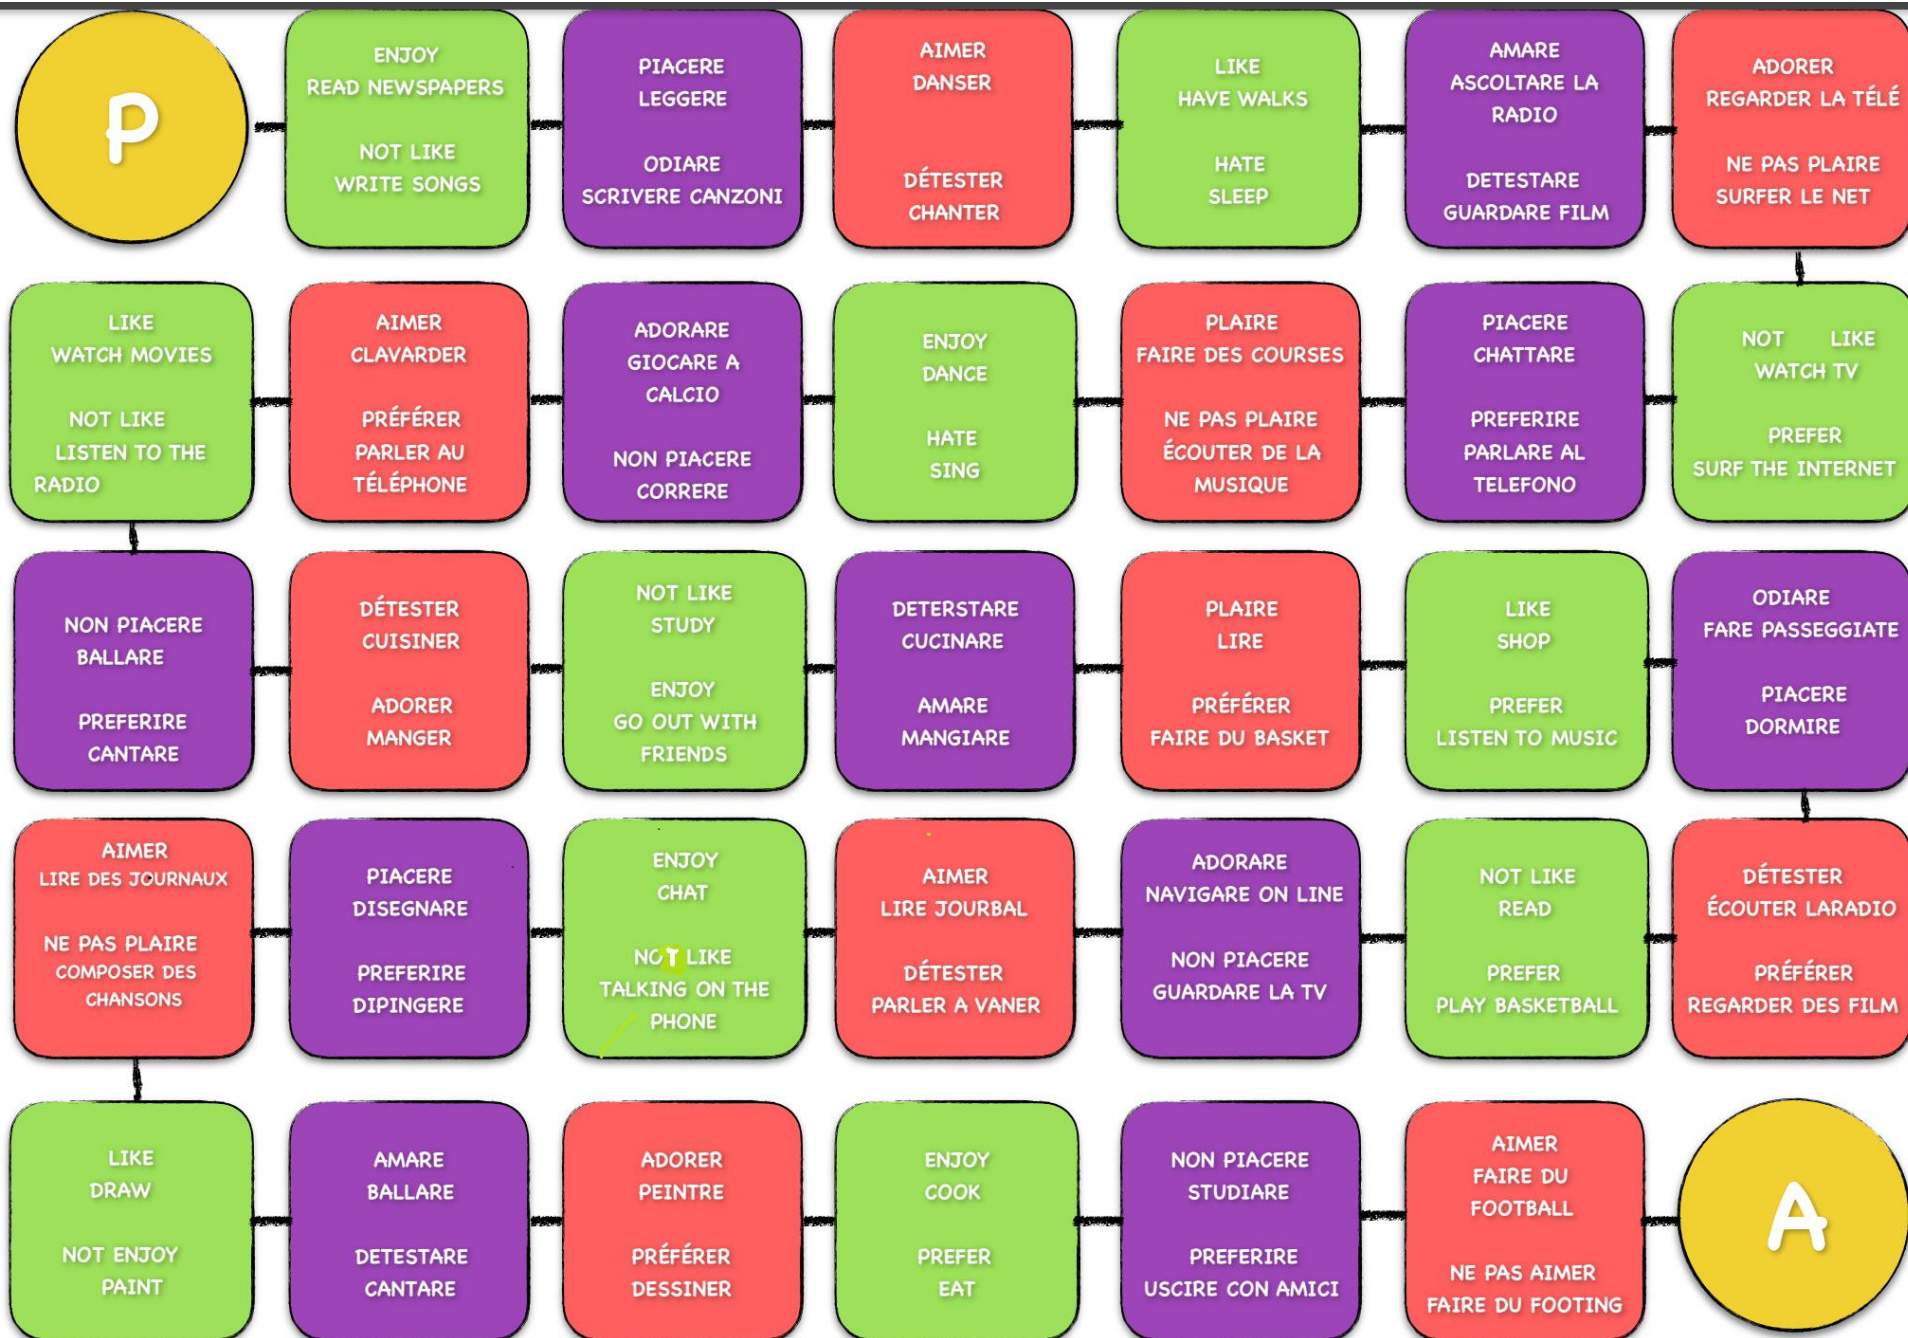 P
ENJOY
READ NEWSPAPERS
NOT LIKE
WRITE SONGS
PIACERE
LEGGERE
ODIARE
SCRIVERE CANZONI
AIMER
DANSER
DÉTESTER
CHANTER
LIKE
HAVE WALKS
HATE
SLEEP
AMARE
ASCOLTARE LA
RADIO
DETESTARE
GUARDARE FILM
ADORER
REGARDER LA TÉLÉ
NE PAS PLAIRE
SURFER LE NET
LIKE
WATCH MOVIES
NOT LIKE
LISTEN TO THE
RADIO
AIMER
CLAVARDER
PRÉFÉRER
PARLER AU
TÉLÉPHONE
ADORARE
GIOCARE A
CALCIO
NON PIACERE
CORRERE
ENJOY
DANCE
HATE
SING
PLAIRE
FAIRE DES COURSES
NE PAS PLAIRE
ÉCOUTER DE LA
MUSIQUE
PIACERE
CHATTARE
PREFERIRE
PARLARE AL
TELEFONO
NOT LIKE
WATCH TV
PREFER
SURF THE INTERNET
NON PIACERE
BALLARE
PREFERIRE
CANTARE
DÉTESTER
CUISINER
ADORER
MANGER
NOT LIKE
STUDY
ENJOY
GO OUT WITH
FRIENDS
DETERSTARE
CUCINARE
AMARE
MANGIARE
PLAIRE
LIRE
PRÉFÉRER
FAIRE DU BASKET
LIKE
SHOP
PREFER
LISTEN TO MUSIC
ODIARE
FARE PASSEGGIATE
PIACERE
DORMIRE
AIMER
LIRE DES JOURNAUX
NE PAS PLAIRE
COMPOSER DES
CHANSONS
PIACERE
DISEGNARE
PREFERIRE
DIPINGERE
ENJOY
CHAT
NOT LIKE
TALKING ON THE
PHONE
AIMER
LIRE JOURBAL
DÉTESTER
PARLER A VANER
ADORARE
NAVIGARE ON LINE
NON PIACERE
GUARDARE LA TV
NOT LIKE
READ
PREFER
PLAY BASKETBALL
DÉTESTER
ÉCOUTER LARADIO
PRÉFÉRER
REGARDER DES FILM
LIKE
DRAW
NOT ENJOY
PAINT
AMARE
BALLARE
DETESTARE
CANTARE
ADORER
PEINTRE
PRÉFÉRER
DESSINER
ENJOY
COOK
PREFER
EAT
NON PIACERE
STUDIARE
PREFERIRE
USCIRE CON AMICI
AIMER
FAIRE DU
FOOTBALL
NE PAS AIMER
FAIRE DU FOOTING
A